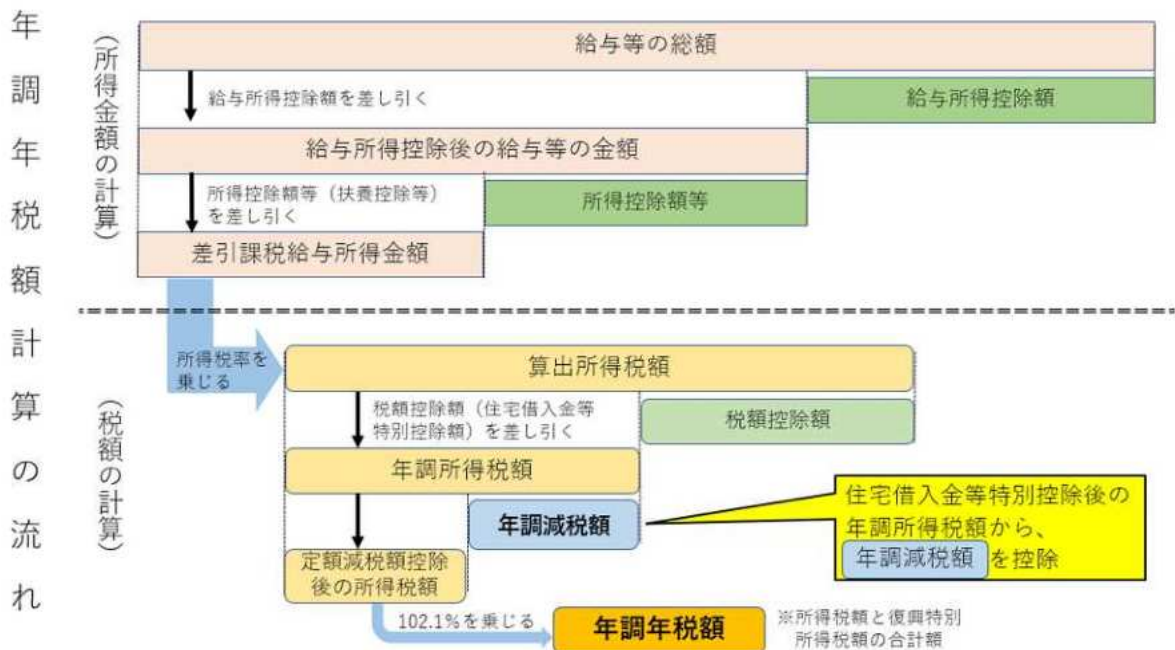 年調年税額計算の流れ
(所得金額の計算)
給与等の総額
給与所得控除額を差し引く
給与所得控除額
給与所得控除後の給与等の金額
所得控除額等（扶養控除等）
を差し引く
所得控除額等
差引課税給与所得金額
(税額の計算)
所得税率を
乗じる
算出所得税額
税額控除額（住宅借入金等
特別控除額）を差し引く
税額控除額
年調所得税額
年調減税額
住宅借入金等特別控除後の
年調所得税額から、
年調減税額 を控除
定額減税額控除
後の所得税額
102.1%を乗じる
年調年税額
※所得税額と復興特別
所得税額の合計額